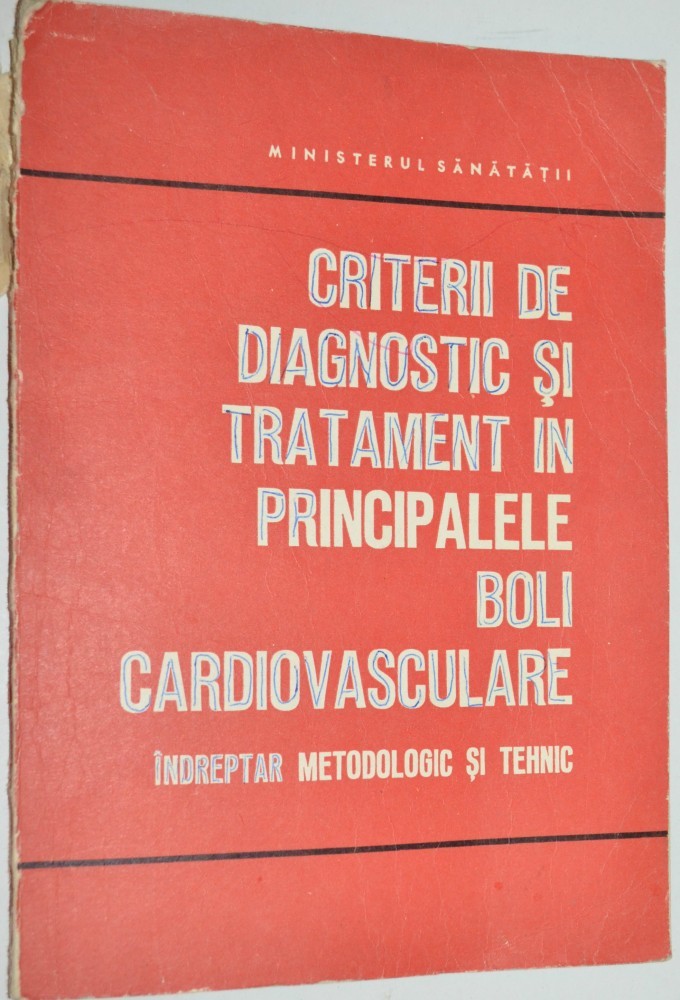 MINISTERUL SĂNĂTĂȚII
CRITERII DE
DIAGNOSTIC ȘI
TRATAMENT IN
PRINCIPALELE
BOLI
CARDIOVASCULARE
ÎNDREPTAR METODOLOGIC ȘI TEHNIC